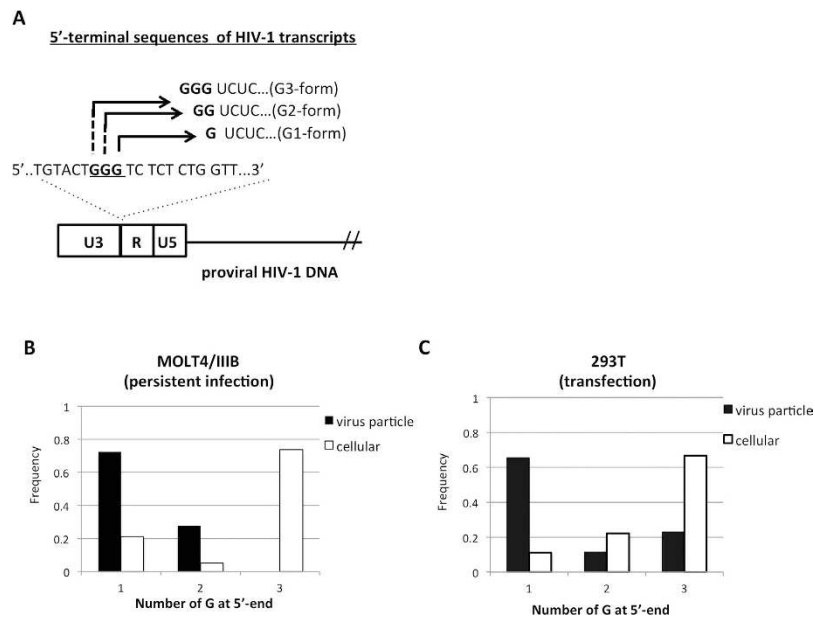 A
5'-terminal sequences of HIV-1 transcripts
GGG UCUC...(G3-form)
GG UCUC...(G2-form)
G UCUC...(G1-form)
5'..TGTACTGGG TC TCT CTG GTT...3'
U3 R U5
proviral HIV-1 DNA
B
MOLT4/IIIB
(persistent infection)
1
0.8
0.6
0.4
0.2
0
Frequency
1 2 3
Number of G at 5'-end
virus particle
cellular
C
293T
(transfection)
1
0.8
0.6
0.4
0.2
0
Frequency
1 2 3
Number of G at 5'-end
virus particle
cellular